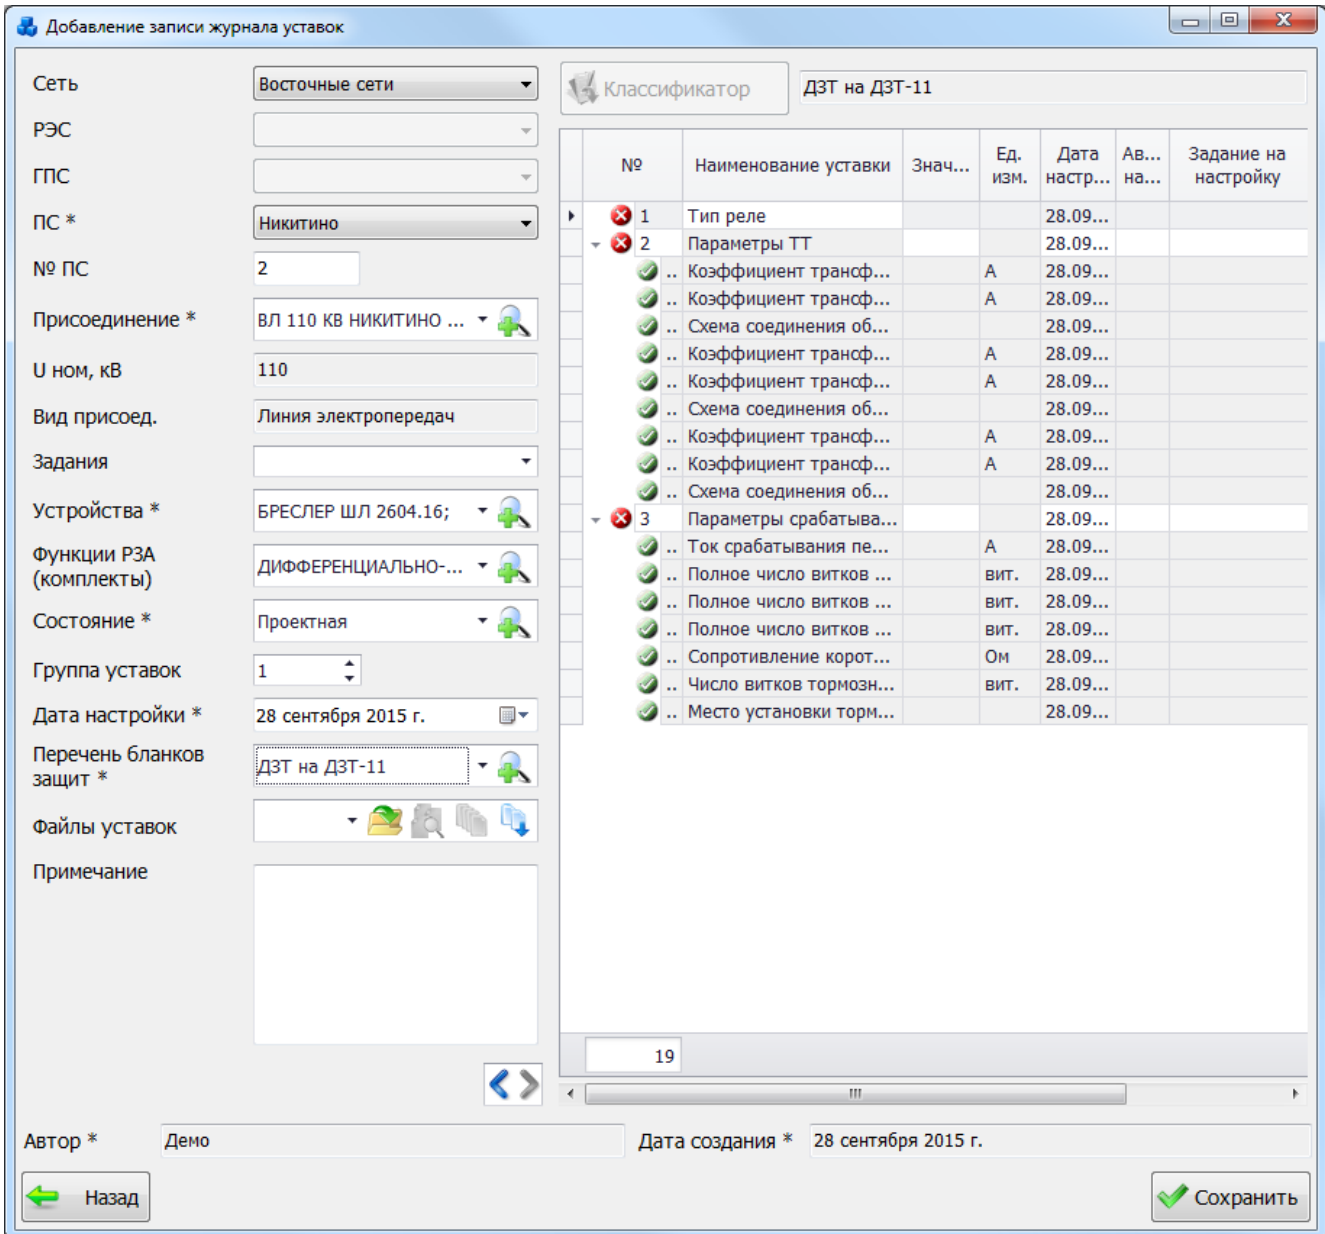 Добавление записи журнала уставок
Сеть
Восточные сети
РЭС
ГПС
ПС *
Никитино
№ ПС
2
Присоединение *
ВЛ 110 КВ НИКИТИНО ...
U ном, кВ
110
Вид присоед.
Линия электропередач
Задания
Устройства *
БРЕСЛЕР ШЛ 2604.16;
Функции РЗА
(комплекты)
ДИФФЕРЕНЦИАЛЬНО-...
Состояние *
Проектная
Группа уставок
1
Дата настройки *
28 сентября 2015 г.
Перечень бланков
защит *
ДЗТ на ДЗТ-11
Файлы уставок
Примечание
Классификатор
ДЗТ на ДЗТ-11
№ Наименование уставки Знач... Ед. изм. Дата настр... Ав... на... Задание на настройку
1 Тип реле 28.09...
2 Параметры ТТ 28.09...
.. Коэффициент трансф... А 28.09...
.. Коэффициент трансф... А 28.09...
.. Схема соединения об... 28.09...
.. Коэффициент трансф... А 28.09...
.. Коэффициент трансф... А 28.09...
.. Схема соединения об... 28.09...
.. Коэффициент трансф... А 28.09...
.. Коэффициент трансф... А 28.09...
.. Схема соединения об... 28.09...
3 Параметры срабатыва... 28.09...
.. Ток срабатывания пе... А 28.09...
.. Полное число витков ... вит. 28.09...
.. Полное число витков ... вит. 28.09...
.. Полное число витков ... вит. 28.09...
.. Сопротивление корот... Ом 28.09...
.. Число витков тормозн... вит. 28.09...
.. Место установки торм... 28.09...
19
Автор *
Демо
Дата создания *
28 сентября 2015 г.
Назад
Сохранить